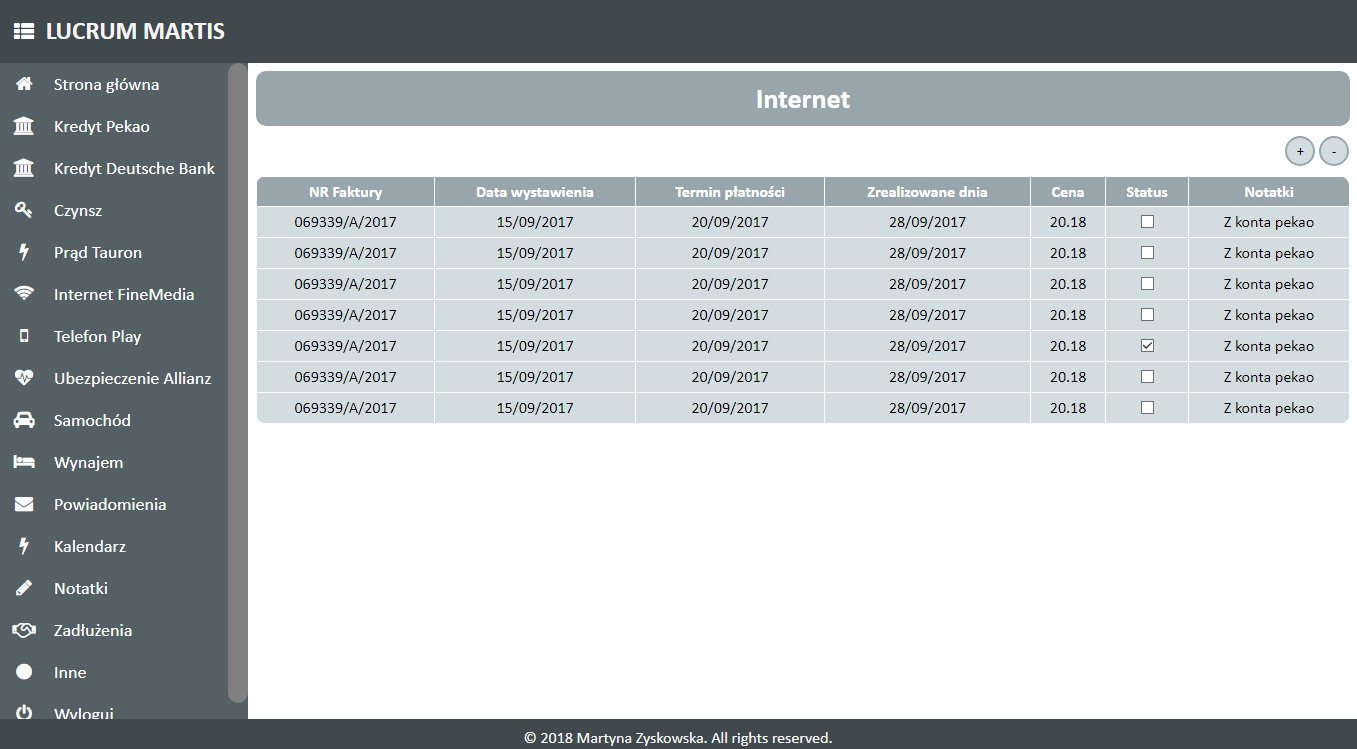 LUCRUM MARTIS
Strona główna
Kredyt Pekao
Kredyt Deutsche Bank
Czynsz
Prąd Tauron
Internet FineMedia
Telefon Play
Ubezpieczenie Allianz
Samochód
Wynajem
Powiadomienia
Kalendarz
Notatki
Zadłużenia
Inne
Wyloguj
Internet
+ -
NR Faktury Data wystawienia Termin płatności Zrealizowane dnia Cena Status Notatki
069339/A/2017 15/09/2017 20/09/2017 28/09/2017 20.18 Z konta pekao
069339/A/2017 15/09/2017 20/09/2017 28/09/2017 20.18 Z konta pekao
069339/A/2017 15/09/2017 20/09/2017 28/09/2017 20.18 Z konta pekao
069339/A/2017 15/09/2017 20/09/2017 28/09/2017 20.18 Z konta pekao
069339/A/2017 15/09/2017 20/09/2017 28/09/2017 20.18 Z konta pekao
069339/A/2017 15/09/2017 20/09/2017 28/09/2017 20.18 Z konta pekao
069339/A/2017 15/09/2017 20/09/2017 28/09/2017 20.18 Z konta pekao
© 2018 Martyna Zyskowska. All rights reserved.